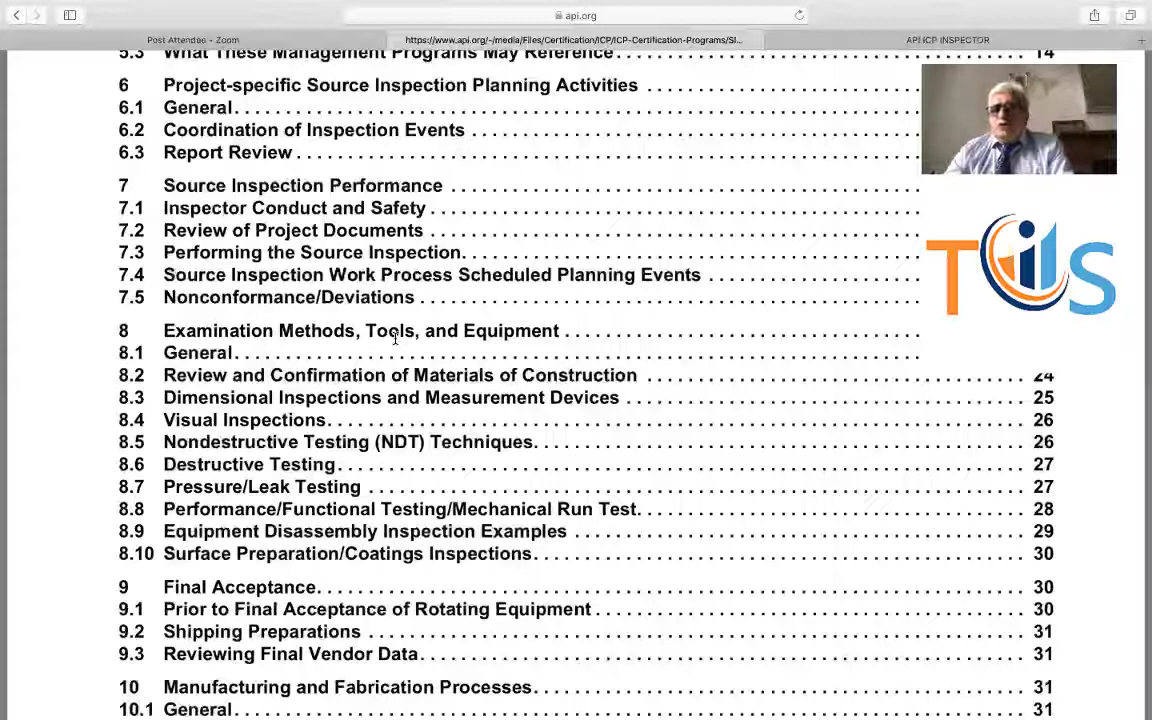 api.org
Post Attendee - Zoom
https://www.api.org/~/media/Files/Certification/ICP/ICP-Certification-Programs/SI...
API ICP INSPECTOR
5.3 What These Management Programs May Reference. . . . . . . . . . . . . . . . . . . . . . . . . . . . . . . . . . . . . . . 14
6 Project-specific Source Inspection Planning Activities . . . . . . . . . . . . . . . . . . . . . . . . . .
6.1 General. . . . . . . . . . . . . . . . . . . . . . . . . . . . . . . . . . . . . . . . . . . . . . . . . . . . . . . . . . . . . . . . .
6.2 Coordination of Inspection Events . . . . . . . . . . . . . . . . . . . . . . . . . . . . . . . . . . . . . . . . . .
6.3 Report Review . . . . . . . . . . . . . . . . . . . . . . . . . . . . . . . . . . . . . . . . . . . . . . . . . . . . . . . . . . .
7 Source Inspection Performance . . . . . . . . . . . . . . . . . . . . . . . . . . . . . . . . . . . . . . . . . . . .
7.1 Inspector Conduct and Safety . . . . . . . . . . . . . . . . . . . . . . . . . . . . . . . . . . . . . . . . . . . . . .
7.2 Review of Project Documents . . . . . . . . . . . . . . . . . . . . . . . . . . . . . . . . . . . . . . . . . . . . . .
7.3 Performing the Source Inspection. . . . . . . . . . . . . . . . . . . . . . . . . . . . . . . . . . . . . . . . . . .
7.4 Source Inspection Work Process Scheduled Planning Events . . . . . . . . . . . . . . . . . . . .
7.5 Nonconformance/Deviations . . . . . . . . . . . . . . . . . . . . . . . . . . . . . . . . . . . . . . . . . . . . . . .
TIS
8 Examination Methods, Tools, and Equipment . . . . . . . . . . . . . . . . . . . . . . . . . . . . . . . . .
8.1 General. . . . . . . . . . . . . . . . . . . . . . . . . . . . . . . . . . . . . . . . . . . . . . . . . . . . . . . . . . . . . . . . .
8.2 Review and Confirmation of Materials of Construction . . . . . . . . . . . . . . . . . . . . . . . . . . . . . . . . . . . 24
8.3 Dimensional Inspections and Measurement Devices . . . . . . . . . . . . . . . . . . . . . . . . . . . . . . . . . . . . . 25
8.4 Visual Inspections. . . . . . . . . . . . . . . . . . . . . . . . . . . . . . . . . . . . . . . . . . . . . . . . . . . . . . . . . . . . . . . . . 26
8.5 Nondestructive Testing (NDT) Techniques. . . . . . . . . . . . . . . . . . . . . . . . . . . . . . . . . . . . . . . . . . . . . 26
8.6 Destructive Testing. . . . . . . . . . . . . . . . . . . . . . . . . . . . . . . . . . . . . . . . . . . . . . . . . . . . . . . . . . . . . . . . 27
8.7 Pressure/Leak Testing . . . . . . . . . . . . . . . . . . . . . . . . . . . . . . . . . . . . . . . . . . . . . . . . . . . . . . . . . . . . . 27
8.8 Performance/Functional Testing/Mechanical Run Test. . . . . . . . . . . . . . . . . . . . . . . . . . . . . . . . . . . . 28
8.9 Equipment Disassembly Inspection Examples . . . . . . . . . . . . . . . . . . . . . . . . . . . . . . . . . . . . . . . . . . 29
8.10 Surface Preparation/Coatings Inspections. . . . . . . . . . . . . . . . . . . . . . . . . . . . . . . . . . . . . . . . . . . . . 30
9 Final Acceptance. . . . . . . . . . . . . . . . . . . . . . . . . . . . . . . . . . . . . . . . . . . . . . . . . . . . . . . . . . . . . . . . . . 30
9.1 Prior to Final Acceptance of Rotating Equipment . . . . . . . . . . . . . . . . . . . . . . . . . . . . . . . . . . . . . . . . 30
9.2 Shipping Preparations . . . . . . . . . . . . . . . . . . . . . . . . . . . . . . . . . . . . . . . . . . . . . . . . . . . . . . . . . . . . . 31
9.3 Reviewing Final Vendor Data. . . . . . . . . . . . . . . . . . . . . . . . . . . . . . . . . . . . . . . . . . . . . . . . . . . . . . . . 31
10 Manufacturing and Fabrication Processes. . . . . . . . . . . . . . . . . . . . . . . . . . . . . . . . . . . . . . . . . . . . . 31
10.1 General. . . . . . . . . . . . . . . . . . . . . . . . . . . . . . . . . . . . . . . . . . . . . . . . . . . . . . . . . . . . . . . . . . . . . . . . . 31